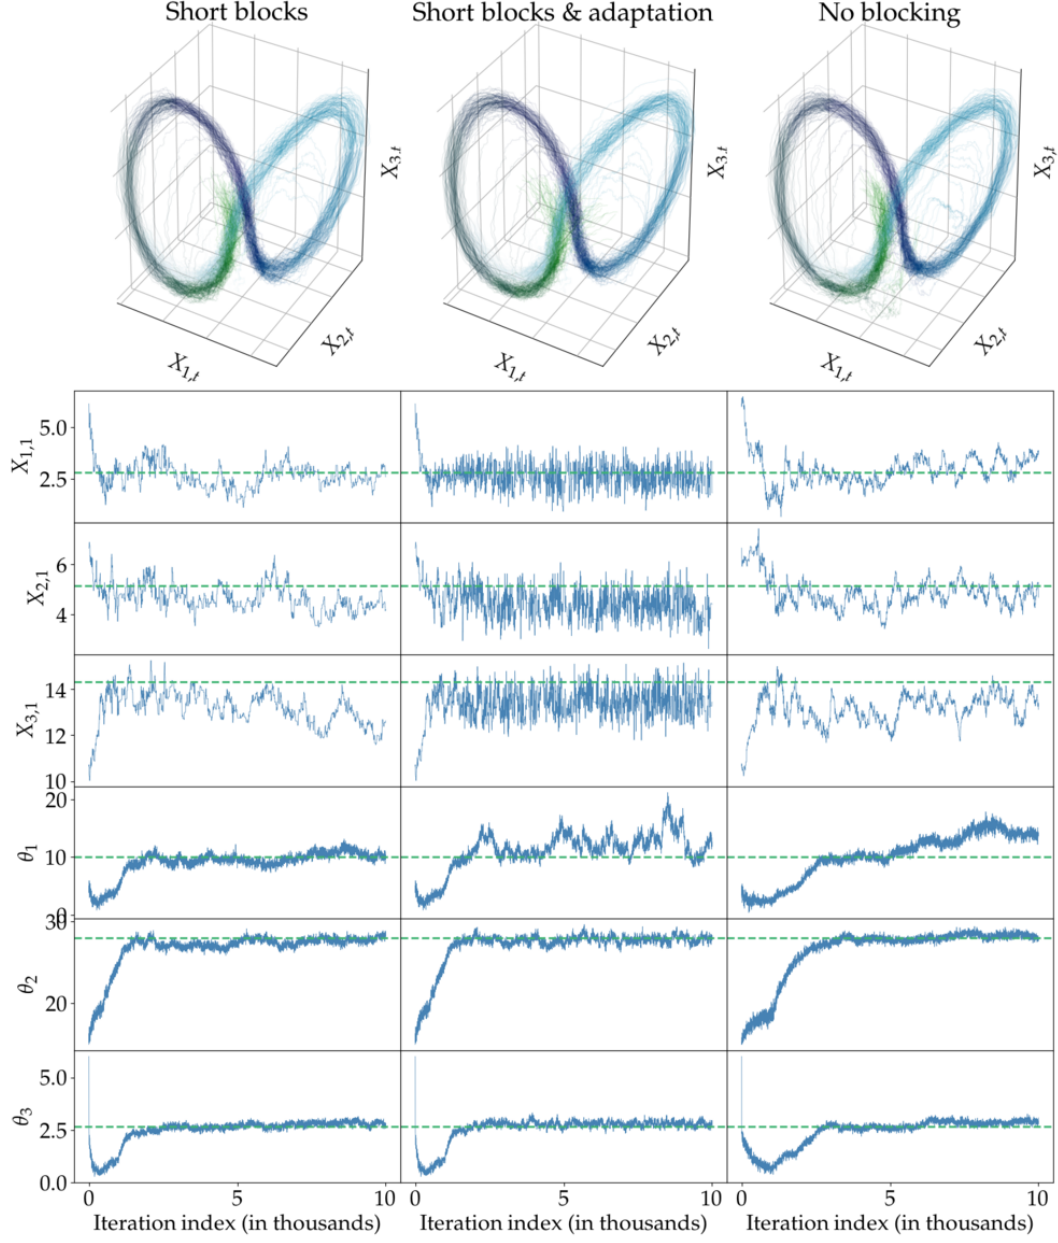 Short blocks
Short blocks & adaptation
No blocking
X3,t
X2,t
X1,t
X3,t
X2,t
X1,t
X3,t
X2,t
X1,t
X1,1
5.0
2.5
X2,1
6
4
X3,1
14
12
10
θ1
20
10
0
θ2
30
20
θ3
5.0
2.5
0.0
0 5 10
0 5 10
0 5 10
Iteration index (in thousands)
Iteration index (in thousands)
Iteration index (in thousands)